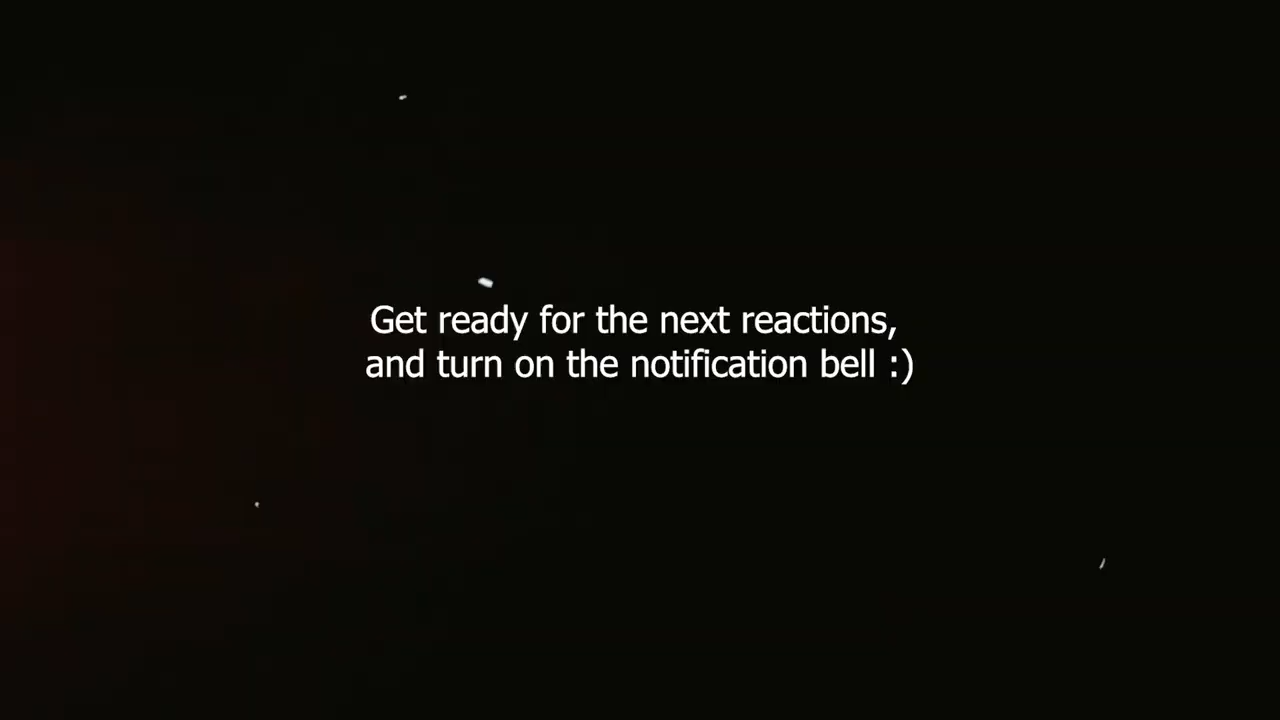 Get ready for the next reactions,
and turn on the notification bell :)